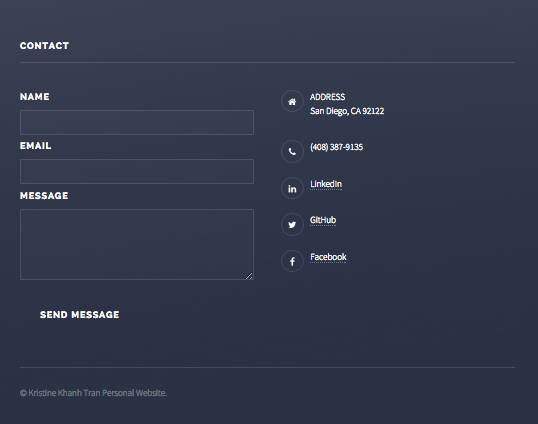 CONTACT
NAME
EMAIL
MESSAGE
SEND MESSAGE
ADDRESS
San Diego, CA 92122
(408) 387-9135
LinkedIn
GitHub
Facebook
© Kristine Khanh Tran Personal Website.